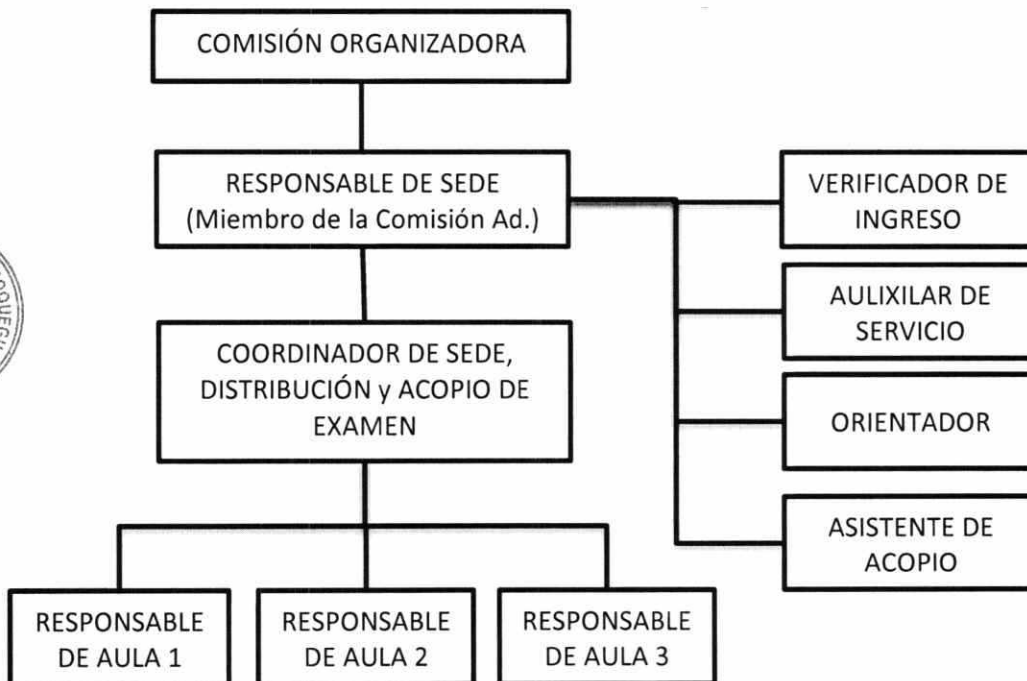 COMISIÓN ORGANIZADORA
RESPONSABLE DE SEDE
(Miembro de la Comisión Ad.)
COORDINADOR DE SEDE,
DISTRIBUCIÓN y ACOPIO DE
EXAMEN
RESPONSABLE
DE AULA 1
RESPONSABLE
DE AULA 2
RESPONSABLE
DE AULA 3
VERIFICADOR DE
INGRESO
AULIXILAR DE
SERVICIO
ORIENTADOR
ASISTENTE DE
ACOPIO